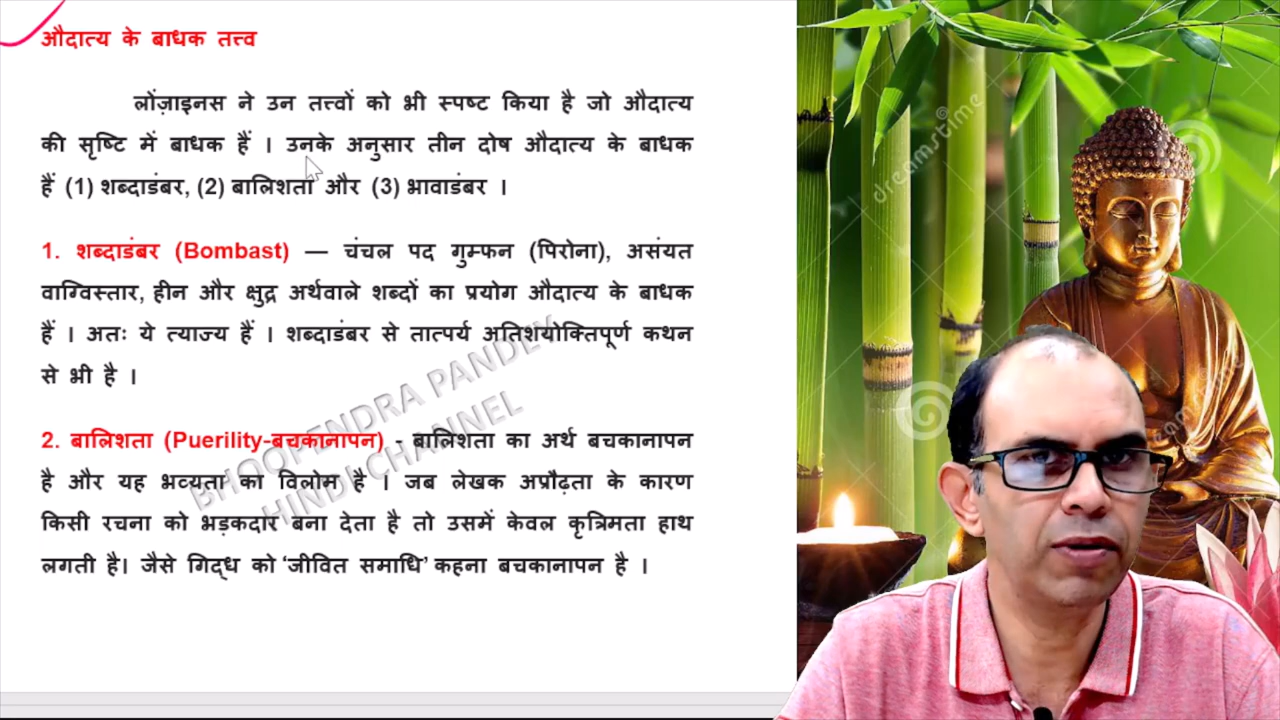 औदात्य के बाधक तत्त्व
लोंज़ाइनस ने उन तत्त्वों को भी स्पष्ट किया है जो औदात्य
की सृष्टि में बाधक हैं । उनके अनुसार तीन दोष औदात्य के बाधक
हैं (1) शब्दाडंबर, (2) बालिशता और (3) भावाडंबर ।
1. शब्दाडंबर (Bombast) — चंचल पद गुम्फन (पिरोना), असंयत
वाग्विस्तार, हीन और क्षुद्र अर्थवाले शब्दों का प्रयोग औदात्य के बाधक
हैं । अतः ये त्याज्य हैं । शब्दाडंबर से तात्पर्य अतिशयोक्तिपूर्ण कथन
से भी है ।
2. बालिशता (Puerility-बचकानापन) - बालिशता का अर्थ बचकानापन
है और यह भव्यता का विलोम है । जब लेखक अप्रौढ़ता के कारण
किसी रचना को भड़कदार बना देता है तो उसमें केवल कृत्रिमता हाथ
लगती है। जैसे गिद्ध को ‘जीवित समाधि’ कहना बचकानापन है ।
BHOOPENDRA PANDEY
HINDI CHANNEL
dreamstime
dreamstime